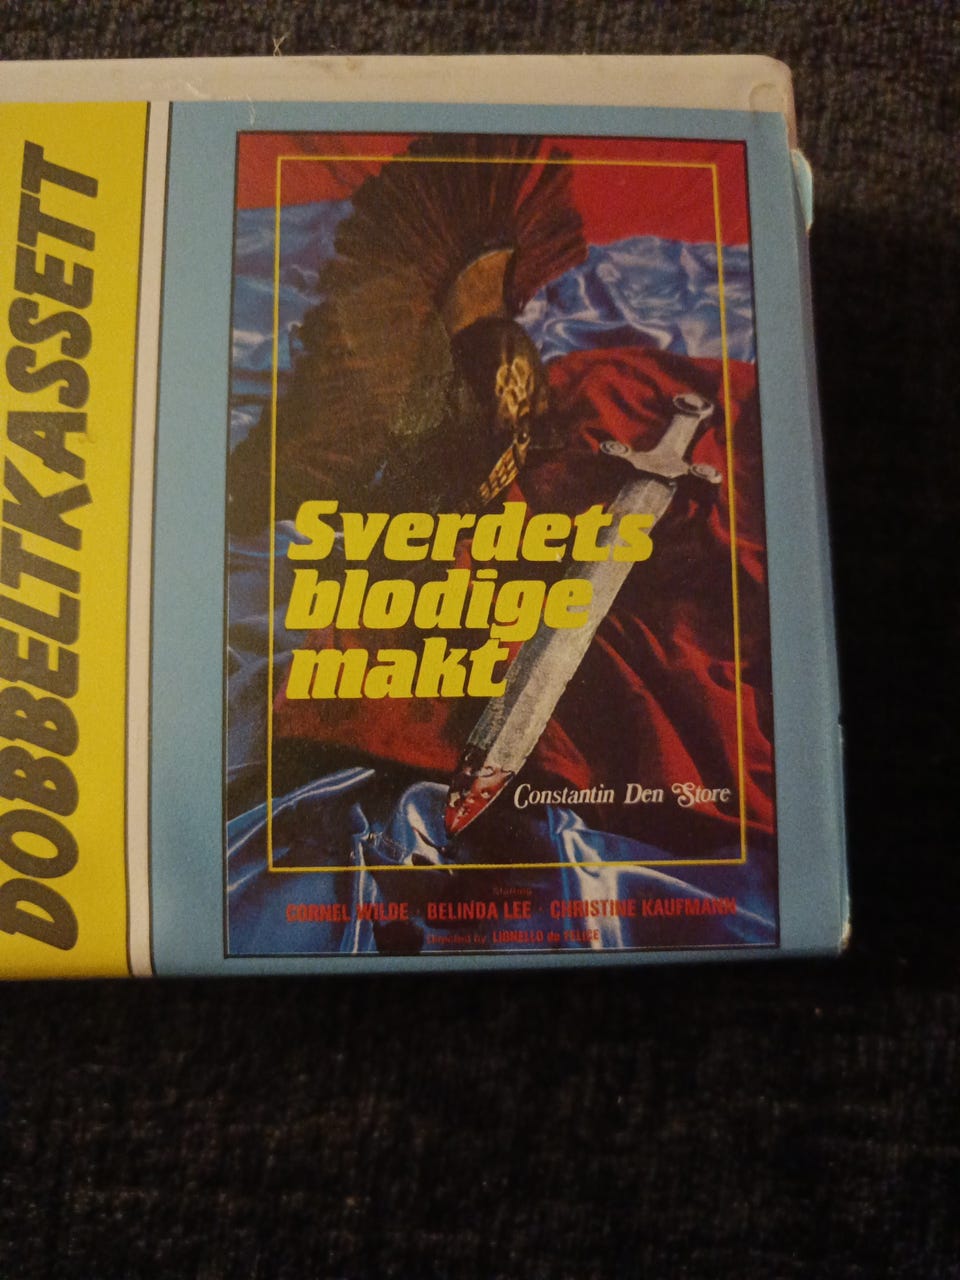 DOBBELTKASSETT
Sverdets
blodige
makt
Constantin Den Store
Starring
CORNEL WILDE · BELINDA LEE · CHRISTINE KAUFMANN
Directed by LIONELLO de FELICE